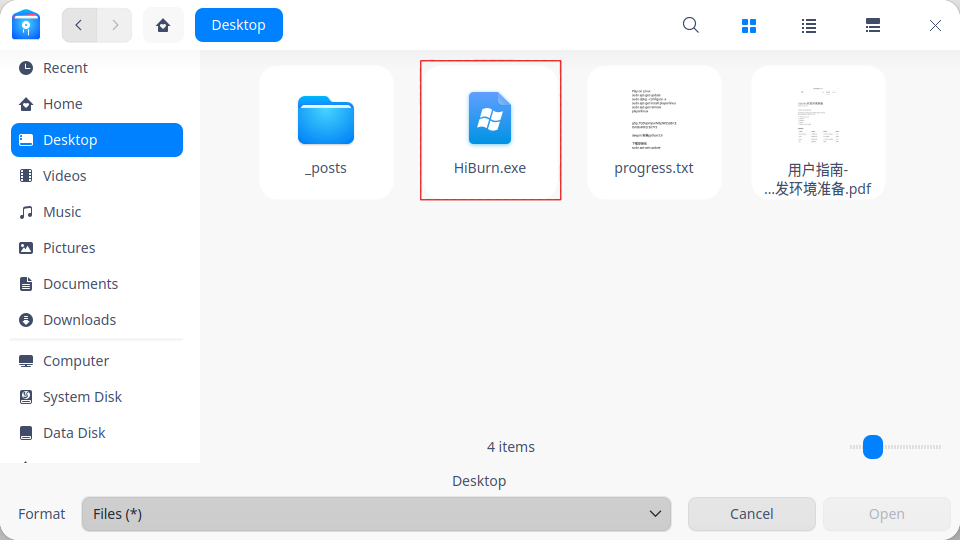 Desktop
Recent
Home
Desktop
Videos
Music
Pictures
Documents
Downloads
Computer
System Disk
Data Disk
_posts
HiBurn.exe
progress.txt
用户指南-
...发环境准备.pdf
4 items
Desktop
Format
Files (*)
Cancel
Open